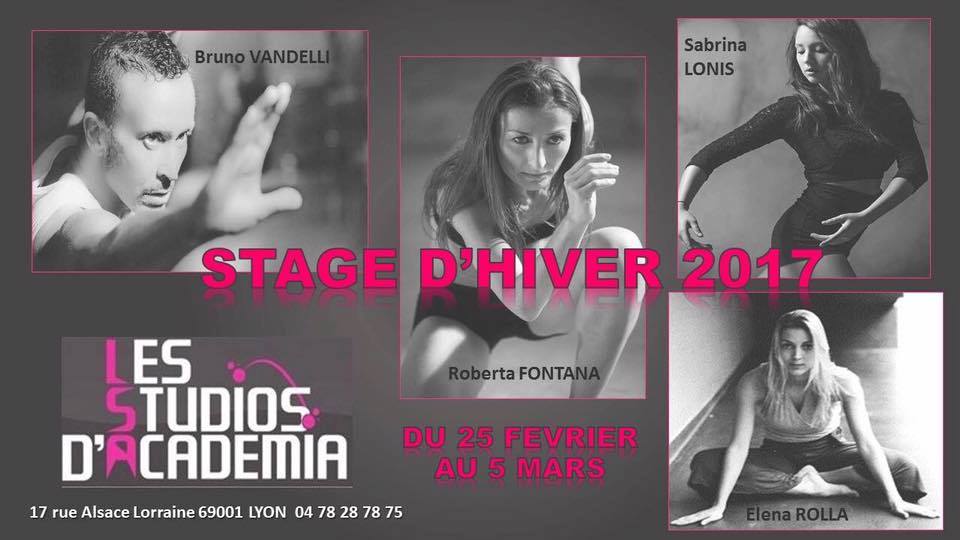 Bruno VANDELLI
Sabrina
LONIS
STAGE D'HIVER 2017
Roberta FONTANA
LES
STUDIOS
D'ACADEMIA
DU 25 FEVRIER
AU 5 MARS
17 rue Alsace Lorraine 69001 LYON 04 78 28 78 75
Elena ROLLA